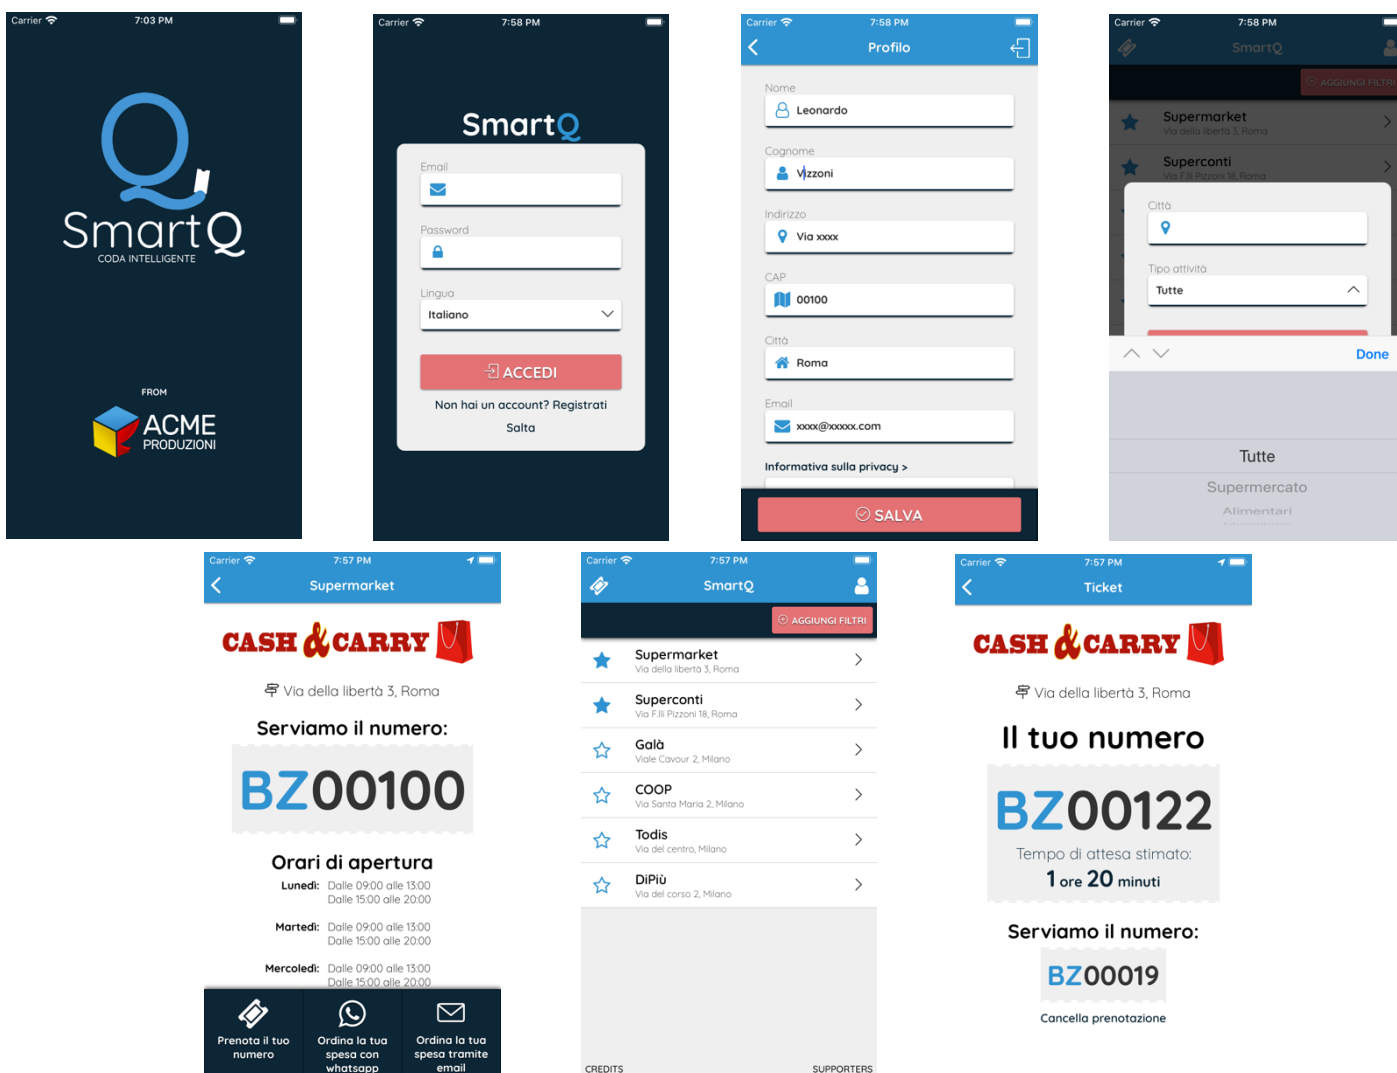 Carrier 7:03 PM
SmartQ
CODA INTELLIGENTE
FROM
ACME
PRODUZIONI
Carrier 7:58 PM
SmartQ
Email
Password
Lingua
Italiano
ACCEDI
Non hai un account? Registrati
Salta
Carrier 7:58 PM
Profilo
Nome
Leonardo
Cognome
Vizzoni
Indirizzo
Via xxxx
CAP
00100
Città
Roma
Email
xxxx@xxxxx.com
Informativa sulla privacy >
SALVA
Carrier 7:58 PM
SmartQ
AGGIUNGI FILTRI
Supermarket
Via della libertà 3, Roma
Superconti
Via F.lli Pizzoni 18, Roma
Città
Tipo attività
Tutte
Done
Tutte
Supermercato
Alimentari
Carrier 7:57 PM
Supermarket
CASH & CARRY
Via della libertà 3, Roma
Serviamo il numero:
BZ00100
Orari di apertura
Lunedì: Dalle 09:00 alle 13:00
Dalle 15:00 alle 20:00
Martedì: Dalle 09:00 alle 13:00
Dalle 15:00 alle 20:00
Mercoledì: Dalle 09:00 alle 13:00
Dalle 15:00 alle 20:00
Prenota il tuo
numero
Ordina la tua
spesa con
whatsapp
Ordina la tua
spesa tramite
email
Carrier 7:57 PM
SmartQ
AGGIUNGI FILTRI
Supermarket
Via della libertà 3, Roma
Superconti
Via F.lli Pizzoni 18, Roma
Galà
Viale Cavour 2, Milano
COOP
Via Santa Maria 2, Milano
Todis
Via del centro, Milano
DiPiù
Via del corso 2, Milano
CREDITS SUPPORTERS
Carrier 7:57 PM
Ticket
CASH & CARRY
Via della libertà 3, Roma
Il tuo numero
BZ00122
Tempo di attesa stimato:
1 ore 20 minuti
Serviamo il numero:
BZ00019
Cancella prenotazione